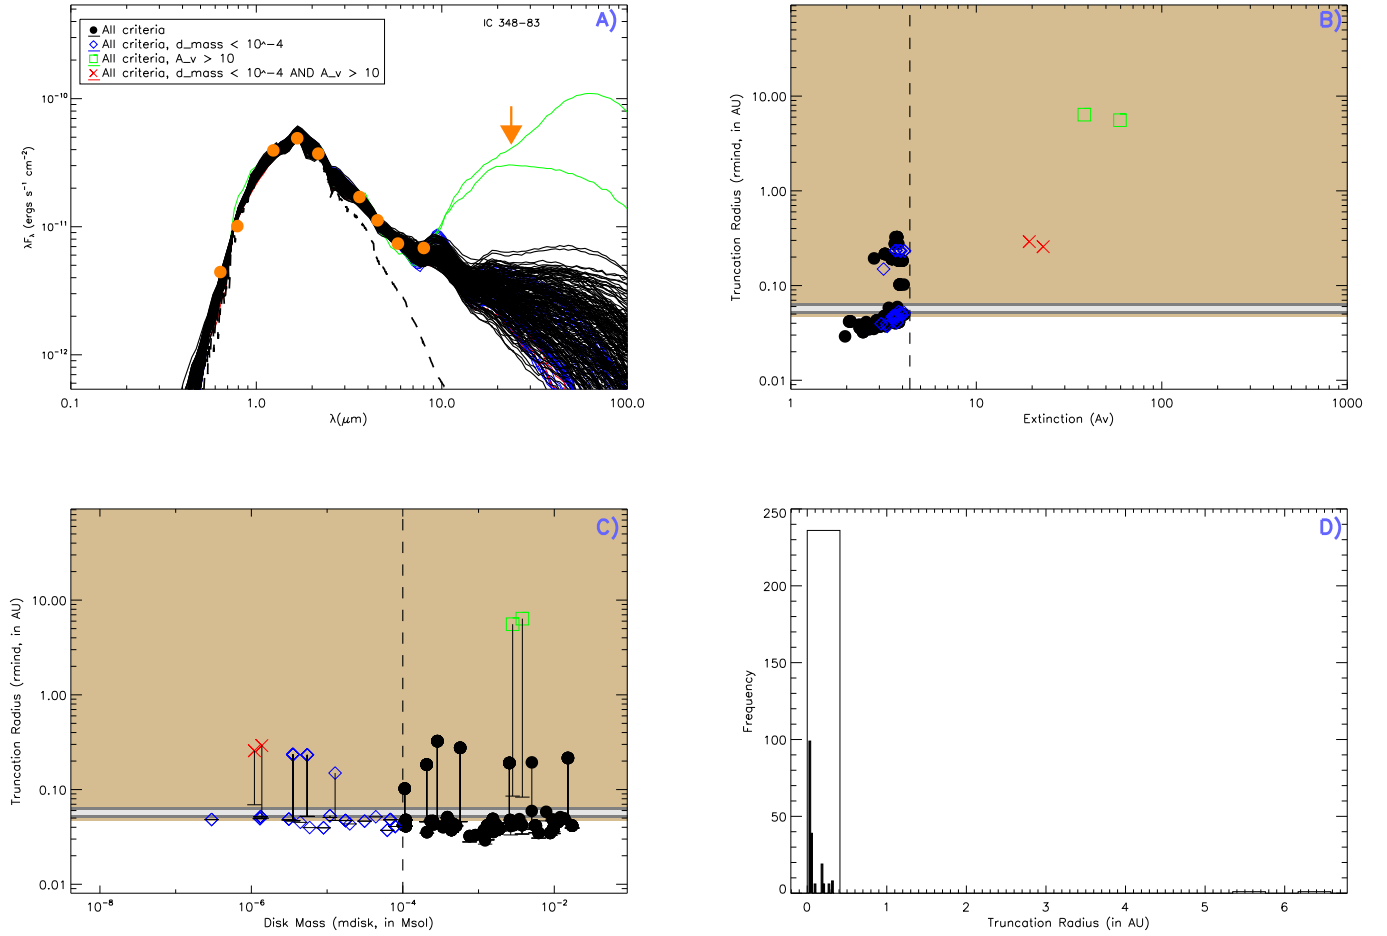 A)
IC 348-83
All criteria
All criteria, d_mass < 10^-4
All criteria, A_v > 10
All criteria, d_mass < 10^-4 AND A_v > 10
λFλ (ergs s⁻¹ cm⁻²)
10⁻¹⁰
10⁻¹¹
10⁻¹²
0.1 1.0 10.0 100.0
λ(μm)
B)
Truncation Radius (rmind, in AU)
10.00
1.00
0.10
0.01
1 10 100 1000
Extinction (Av)
C)
Truncation Radius (rmind, in AU)
10.00
1.00
0.10
0.01
10⁻⁸ 10⁻⁶ 10⁻⁴ 10⁻²
Disk Mass (mdisk, in Msol)
D)
Frequency
250
200
150
100
50
0
0 1 2 3 4 5 6
Truncation Radius (in AU)